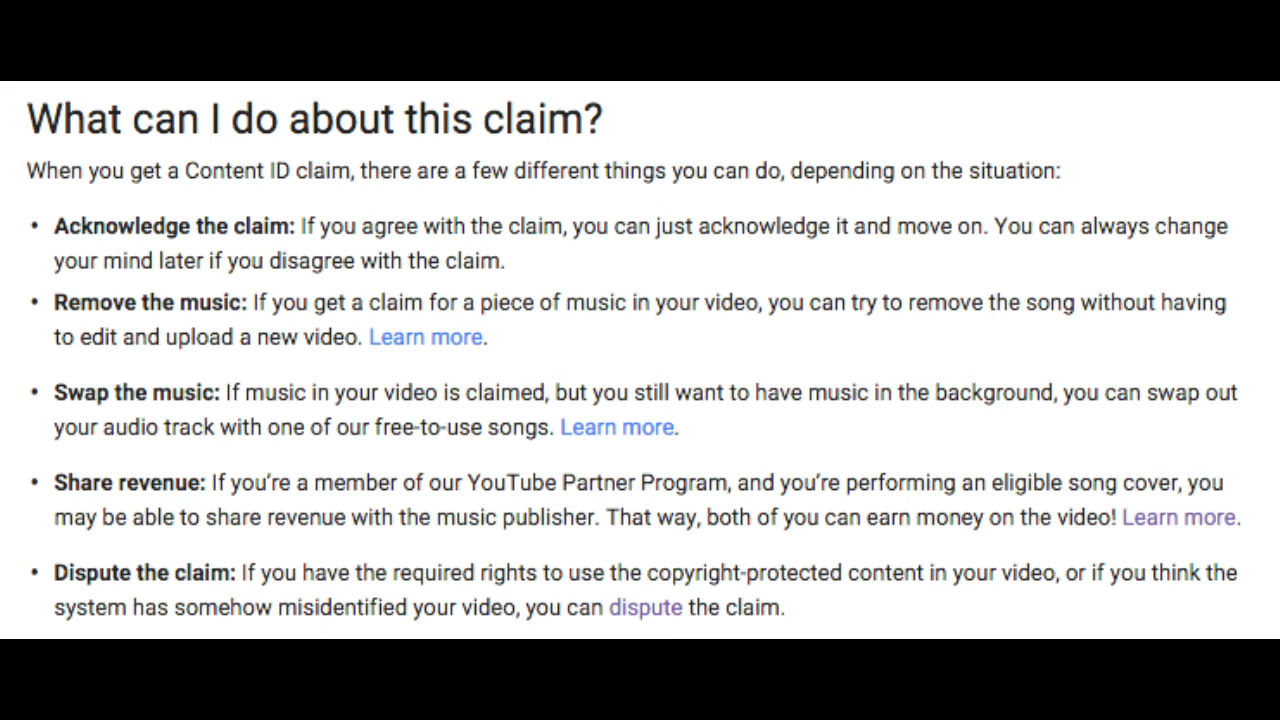 What can I do about this claim?
When you get a Content ID claim, there are a few different things you can do, depending on the situation:
• Acknowledge the claim: If you agree with the claim, you can just acknowledge it and move on. You can always change
your mind later if you disagree with the claim.
• Remove the music: If you get a claim for a piece of music in your video, you can try to remove the song without having
to edit and upload a new video. Learn more.
• Swap the music: If music in your video is claimed, but you still want to have music in the background, you can swap out
your audio track with one of our free-to-use songs. Learn more.
• Share revenue: If you’re a member of our YouTube Partner Program, and you’re performing an eligible song cover, you
may be able to share revenue with the music publisher. That way, both of you can earn money on the video! Learn more.
• Dispute the claim: If you have the required rights to use the copyright-protected content in your video, or if you think the
system has somehow misidentified your video, you can dispute the claim.